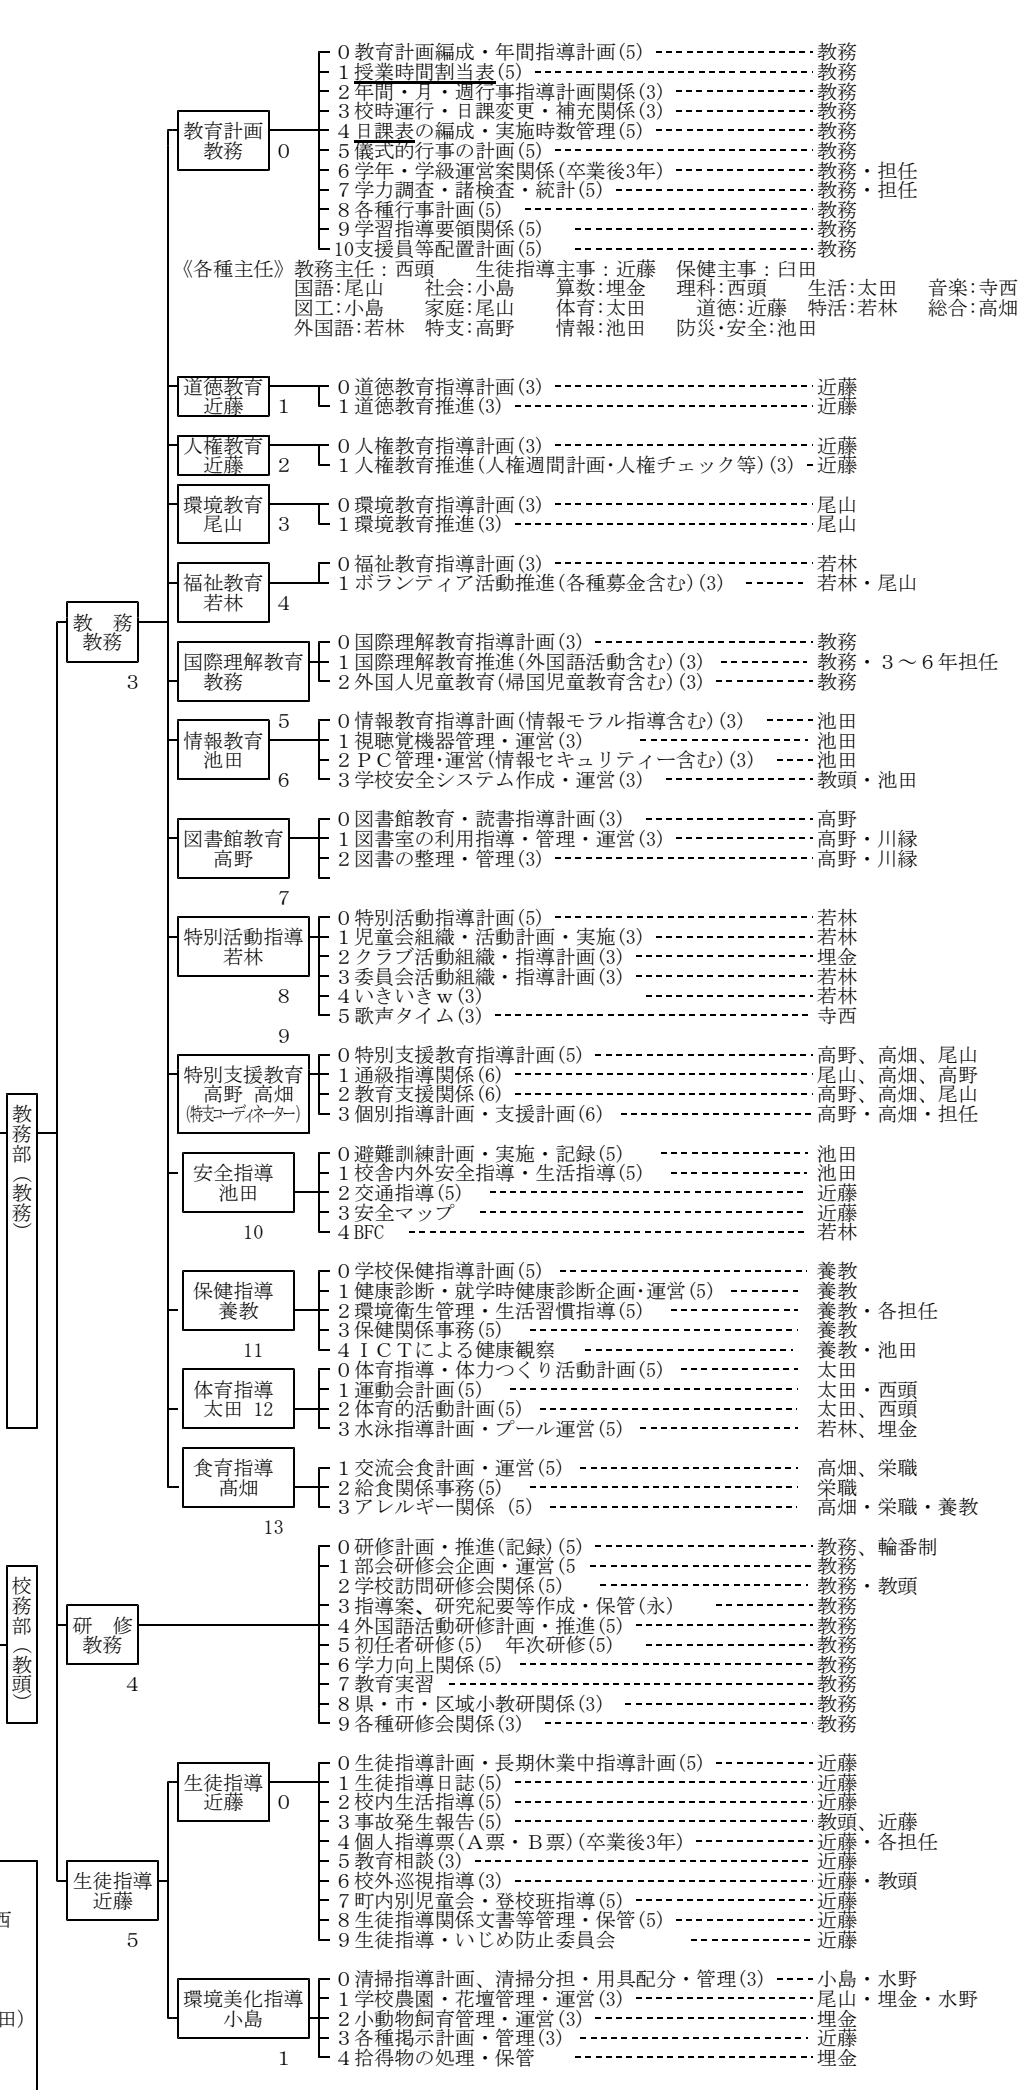 0 教育計画編成・年間指導計画(5) 教務
1 授業時間割当表(5) 教務
2 年間・月・週行事指導計画関係(3) 教務
3 校時運行・日課変更・補充関係(3) 教務
教育計画 4 日課表の編成・実施時数管理(5) 教務
教務 0 5 儀式的行事の計画(5) 教務
6 学年・学級運営案関係(卒業後3年) 教務・担任
7 学力調査・諸検査・統計(5) 教務・担任
8 各種行事計画(5) 教務
9 学習指導要領関係(5) 教務
10 支援員等配置計画(5) 教務
《各種主任》教務主任：西頭 生徒指導主事：近藤 保健主事：臼田
国語：尾山 社会：小島 算数：埋金 理科：西頭 生活：太田 音楽：寺西
図工：小島 家庭：尾山 体育：太田 道徳：近藤 特活：若林 総合：高畑
外国語：若林 特支：高野 情報：池田 防災・安全：池田
道徳教育 0 道徳教育指導計画(3) 近藤
近藤 1 1 道徳教育推進(3) 近藤
人権教育 0 人権教育指導計画(3) 近藤
近藤 2 1 人権教育推進(人権週間計画・人権チェック等)(3) 近藤
環境教育 0 環境教育指導計画(3) 尾山
尾山 3 1 環境教育推進(3) 尾山
0 福祉教育指導計画(3) 若林
福祉教育 1 ボランティア活動推進(各種募金含む)(3) 若林・尾山
若林 4
教 務
教務
3
0 国際理解教育指導計画(3) 教務
国際理解教育 1 国際理解教育推進(外国語活動含む)(3) 教務・３～６年担任
教務 2 外国人児童教育(帰国児童教育含む)(3) 教務
5 0 情報教育指導計画(情報モラル指導含む)(3) 池田
情報教育 1 視聴覚機器管理・運営(3) 池田
池田 2 ＰＣ管理・運営(情報セキュリティー含む)(3) 池田
6 3 学校安全システム作成・運営(3) 教頭・池田
0 図書館教育・読書指導計画(3) 高野
図書館教育 1 図書室の利用指導・管理・運営(3) 高野・川縁
高野 2 図書の整理・管理(3) 高野・川縁
7
0 特別活動指導計画(5) 若林
特別活動指導 1 児童会組織・活動計画・実施(3) 若林
若林 2 クラブ活動組織・指導計画(3) 埋金
3 委員会活動組織・指導計画(3) 若林
8 4 いきいきｗ(3) 若林
5 歌声タイム(3) 寺西
9
0 特別支援教育指導計画(5) 高野、高畑、尾山
特別支援教育 1 通級指導関係(6) 尾山、高畑、高野
高野 高畑 2 教育支援関係(6) 高野、高畑、尾山
(特支コーディネーター) 3 個別指導計画・支援計画(6) 高野・高畑・担任
教務部（教務）
0 避難訓練計画・実施・記録(5) 池田
安全指導 1 校舎内外安全指導・生活指導(5) 池田
池田 2 交通指導(5) 近藤
3 安全マップ 近藤
10 4 BFC 若林
0 学校保健指導計画(5) 養教
保健指導 1 健康診断・就学時健康診断企画・運営(5) 養教
養教 2 環境衛生管理・生活習慣指導(5) 養教・各担任
3 保健関係事務(5) 養教
11 4 ＩＣＴによる健康観察 養教・池田
0 体育指導・体力つくり活動計画(5) 太田
体育指導 1 運動会計画(5) 太田・西頭
太田 12 2 体育的活動計画(5) 太田、西頭
3 水泳指導計画・プール運営(5) 若林、埋金
食育指導 1 交流会食計画・運営(5) 高畑、栄職
髙畑 2 給食関係事務(5) 栄職
3 アレルギー関係 (5) 高畑・栄職・養教
13
校務部（教頭）
0 研修計画・推進(記録)(5) 教務、輪番制
1 部会研修会企画・運営(5 教務
2 学校訪問研修会関係(5) 教務・教頭
3 指導案、研究紀要等作成・保管(永) 教務
研 修 4 外国語活動研修計画・推進(5) 教務
教務 5 初任者研修(5) 年次研修(5) 教務
6 学力向上関係(5) 教務
4 7 教育実習 教務
8 県・市・区域小教研関係(3) 教務
9 各種研修会関係(3) 教務
0 生徒指導計画・長期休業中指導計画(5) 近藤
生徒指導 1 生徒指導日誌(5) 近藤
近藤 0 2 校内生活指導(5) 近藤
3 事故発生報告(5) 教頭、近藤
4 個人指導票(Ａ票・Ｂ票)(卒業後3年) 近藤・各担任
5 教育相談(3) 近藤
生徒指導 6 校外巡視指導(3) 近藤・教頭
近藤 7 町内別児童会・登校班指導(5) 近藤
西 8 生徒指導関係文書等管理・保管(5) 近藤
5 9 生徒指導・いじめ防止委員会 近藤
0 清掃指導計画、清掃分担・用具配分・管理(3) 小島・水野
環境美化指導 1 学校農園・花壇管理・運営(3) 尾山・埋金・水野
田) 小島 2 小動物飼育管理・運営(3) 埋金
3 各種掲示計画・管理(3) 近藤
1 4 拾得物の処理・保管 埋金